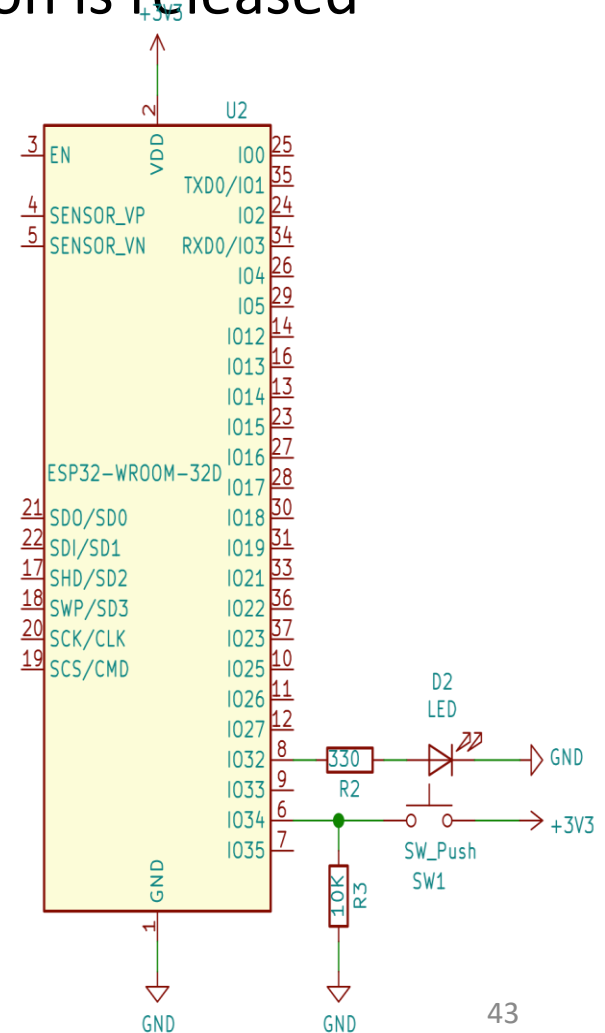 on is released
+3V3
2
U2
VDD
3 EN
IO0 25
TXD0/IO1 35
4 SENSOR_VP
IO2 24
5 SENSOR_VN
RXD0/IO3 34
IO4 26
IO5 29
IO12 14
IO13 16
IO14 13
IO15 23
IO16 27
ESP32-WROOM-32D
IO17 28
21 SDO/SD0
IO18 30
22 SDI/SD1
IO19 31
17 SHD/SD2
IO21 33
18 SWP/SD3
IO22 36
20 SCK/CLK
IO23 37
19 SCS/CMD
IO25 10
IO26 11
IO27 12
D2
LED
IO32 8
330
R2
GND
IO33 9
IO34 6
+3V3
SW_Push
SW1
IO35 7
10K
R3
GND
1
GND
GND
43